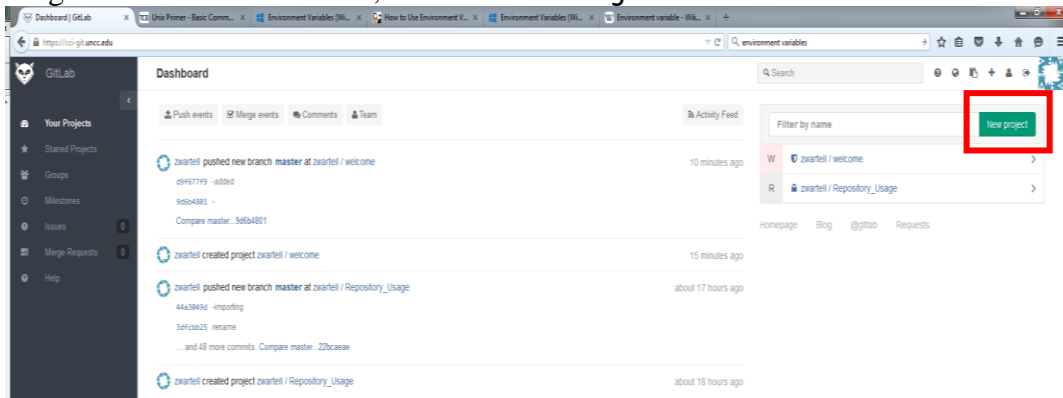 Dashboard | GitLab x Unix Primer - Basic Comm... x Environment Variables (Wi... x How to Use Environment V... x Environment Variables (Wi... x Environment variable - Wik... x +
https://cci-git.uncc.edu environment variables
GitLab Dashboard Search
Push events Merge events Comments Team Activity Feed Filter by name New project
Your Projects
Starred Projects zwartell pushed new branch master at zwartell / welcome 10 minutes ago W zwartell / welcome
d9f677f9 -added
Groups R zwartell / Repository_Usage
9d6b4801 -
Milestones
Compare master...9d6b4801
Issues 0 Homepage Blog @gitlab Requests
Merge Requests 0 zwartell created project zwartell / welcome 15 minutes ago
Help zwartell pushed new branch master at zwartell / Repository_Usage about 17 hours ago
44a3049d -importing
3dfcbb25 rename
... and 48 more commits. Compare master...22bcaeae
zwartell created project zwartell / Repository_Usage about 18 hours ago